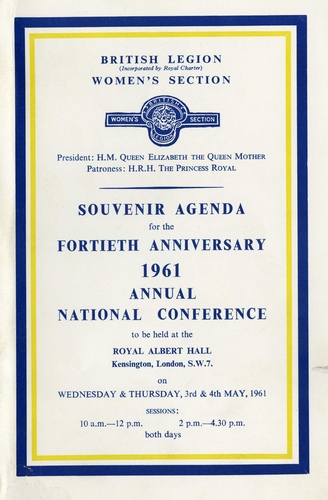 BRITISH LEGION
(Incorporated by Royal Charter)
WOMEN'S SECTION
BRITISH
WOMEN'S SECTION
LEGION
President: H.M. QUEEN ELIZABETH THE QUEEN MOTHER
Patroness: H.R.H. THE PRINCESS ROYAL
SOUVENIR AGENDA
for the
FORTIETH ANNIVERSARY
1961
ANNUAL
NATIONAL CONFERENCE
to be held at the
ROYAL ALBERT HALL
Kensington, London, S.W.7.
on
WEDNESDAY & THURSDAY, 3rd & 4th MAY, 1961
SESSIONS:
10 a.m.—12 p.m. 2 p.m.—4.30 p.m.
both days